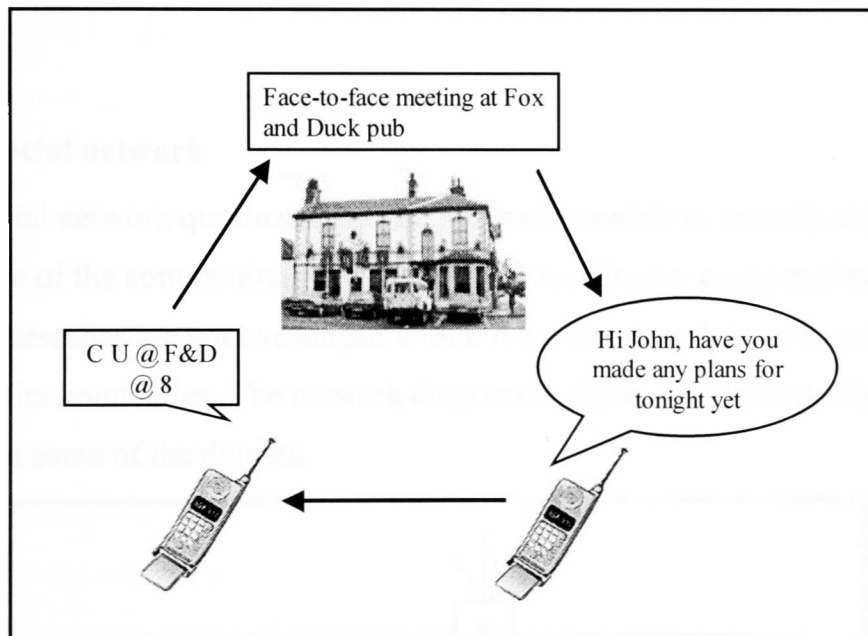 Face-to-face meeting at Fox
and Duck pub
C U @ F&D
@ 8
Hi John, have you
made any plans for
tonight yet